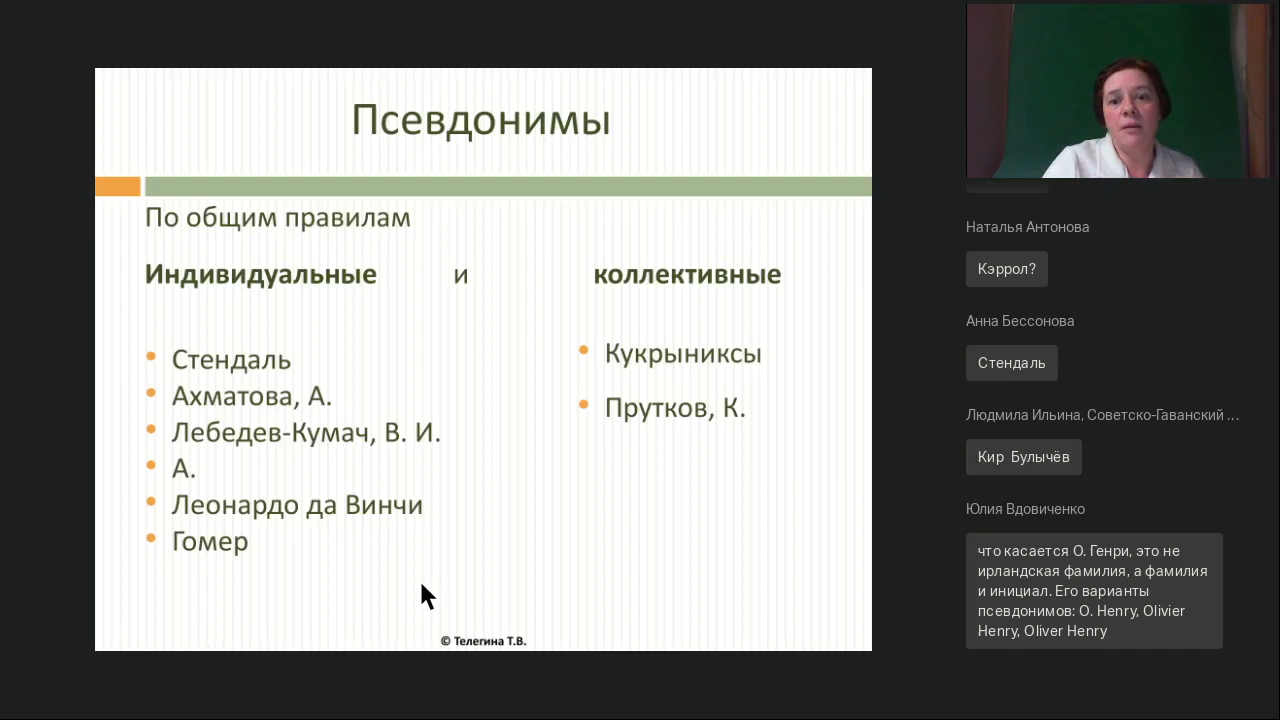 Псевдонимы
По общим правилам
Индивидуальные и коллективные
• Стендаль
• Ахматова, А.
• Лебедев-Кумач, В. И.
• А.
• Леонардо да Винчи
• Гомер
• Кукрыниксы
• Прутков, К.
© Телегина Т.В.
Наталья Антонова
Кэррол?
Анна Бессонова
Стендаль
Людмила Ильина, Советско-Гаванский ...
Кир Булычёв
Юлия Вдовиченко
что касается О. Генри, это не
ирландская фамилия, а фамилия
и инициал. Его варианты
псевдонимов: O. Henry, Olivier
Henry, Oliver Henry